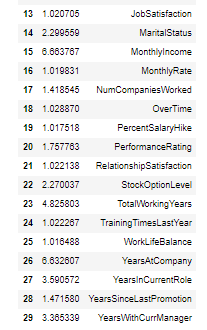 13 1.020705 JobSatisfaction
14 2.299559 MaritalStatus
15 6.663767 MonthlyIncome
16 1.019831 MonthlyRate
17 1.418545 NumCompaniesWorked
18 1.028870 OverTime
19 1.017518 PercentSalaryHike
20 1.757763 PerformanceRating
21 1.022138 RelationshipSatisfaction
22 2.270037 StockOptionLevel
23 4.825803 TotalWorkingYears
24 1.022267 TrainingTimesLastYear
25 1.016488 WorkLifeBalance
26 6.632607 YearsAtCompany
27 3.590572 YearsInCurrentRole
28 1.471580 YearsSinceLastPromotion
29 3.365339 YearsWithCurrManager